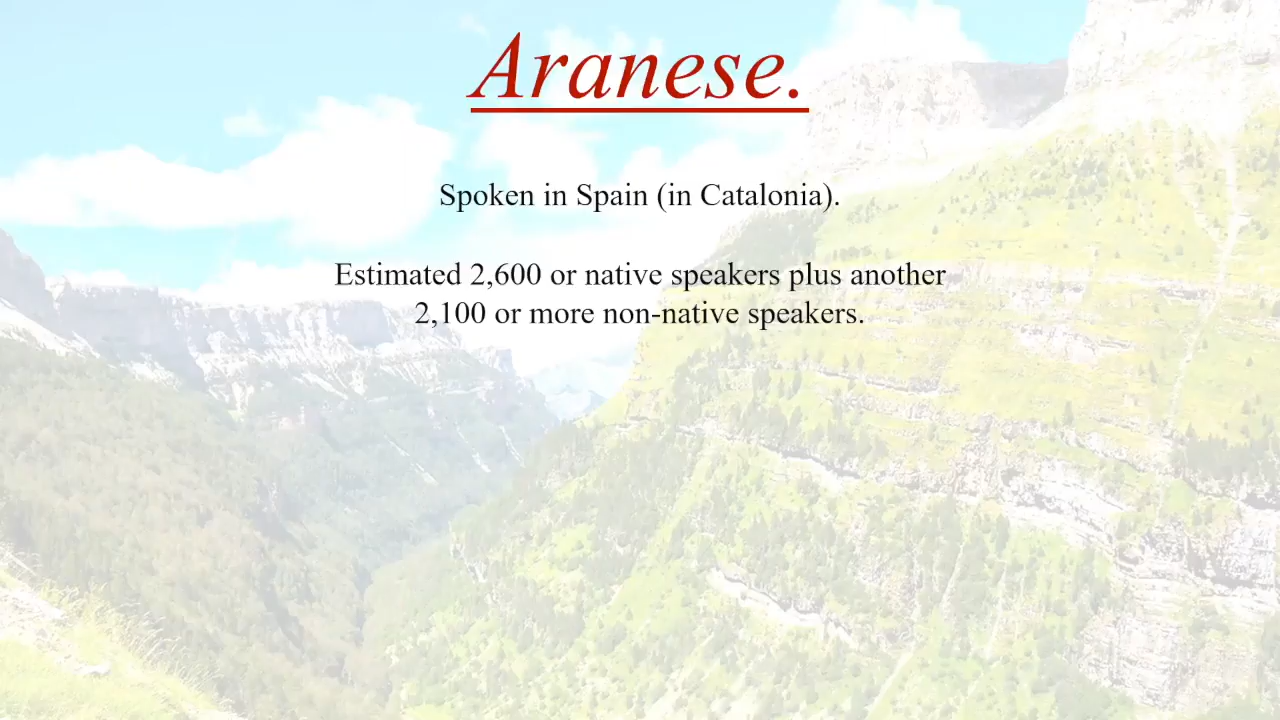 Aranese.
Spoken in Spain (in Catalonia).
Estimated 2,600 or native speakers plus another
2,100 or more non-native speakers.